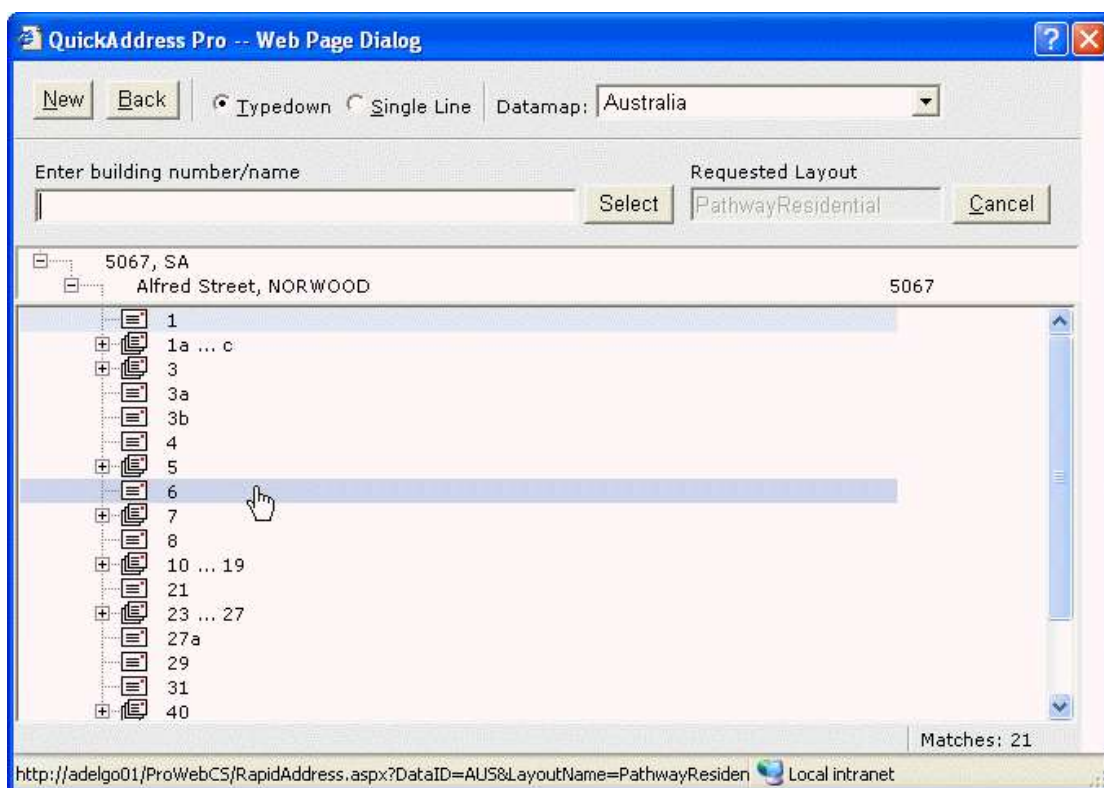 QuickAddress Pro -- Web Page Dialog
New Back Typedown Single Line Datamap: Australia
Enter building number/name Requested Layout
Select PathwayResidential Cancel
5067, SA
Alfred Street, NORWOOD 5067
1
1a ... c
3
3a
3b
4
5
6
7
8
10 ... 19
21
23 ... 27
27a
29
31
40
Matches: 21
http://adelgo01/ProWebCS/RapidAddress.aspx?DataID=AUS&LayoutName=PathwayResiden Local intranet